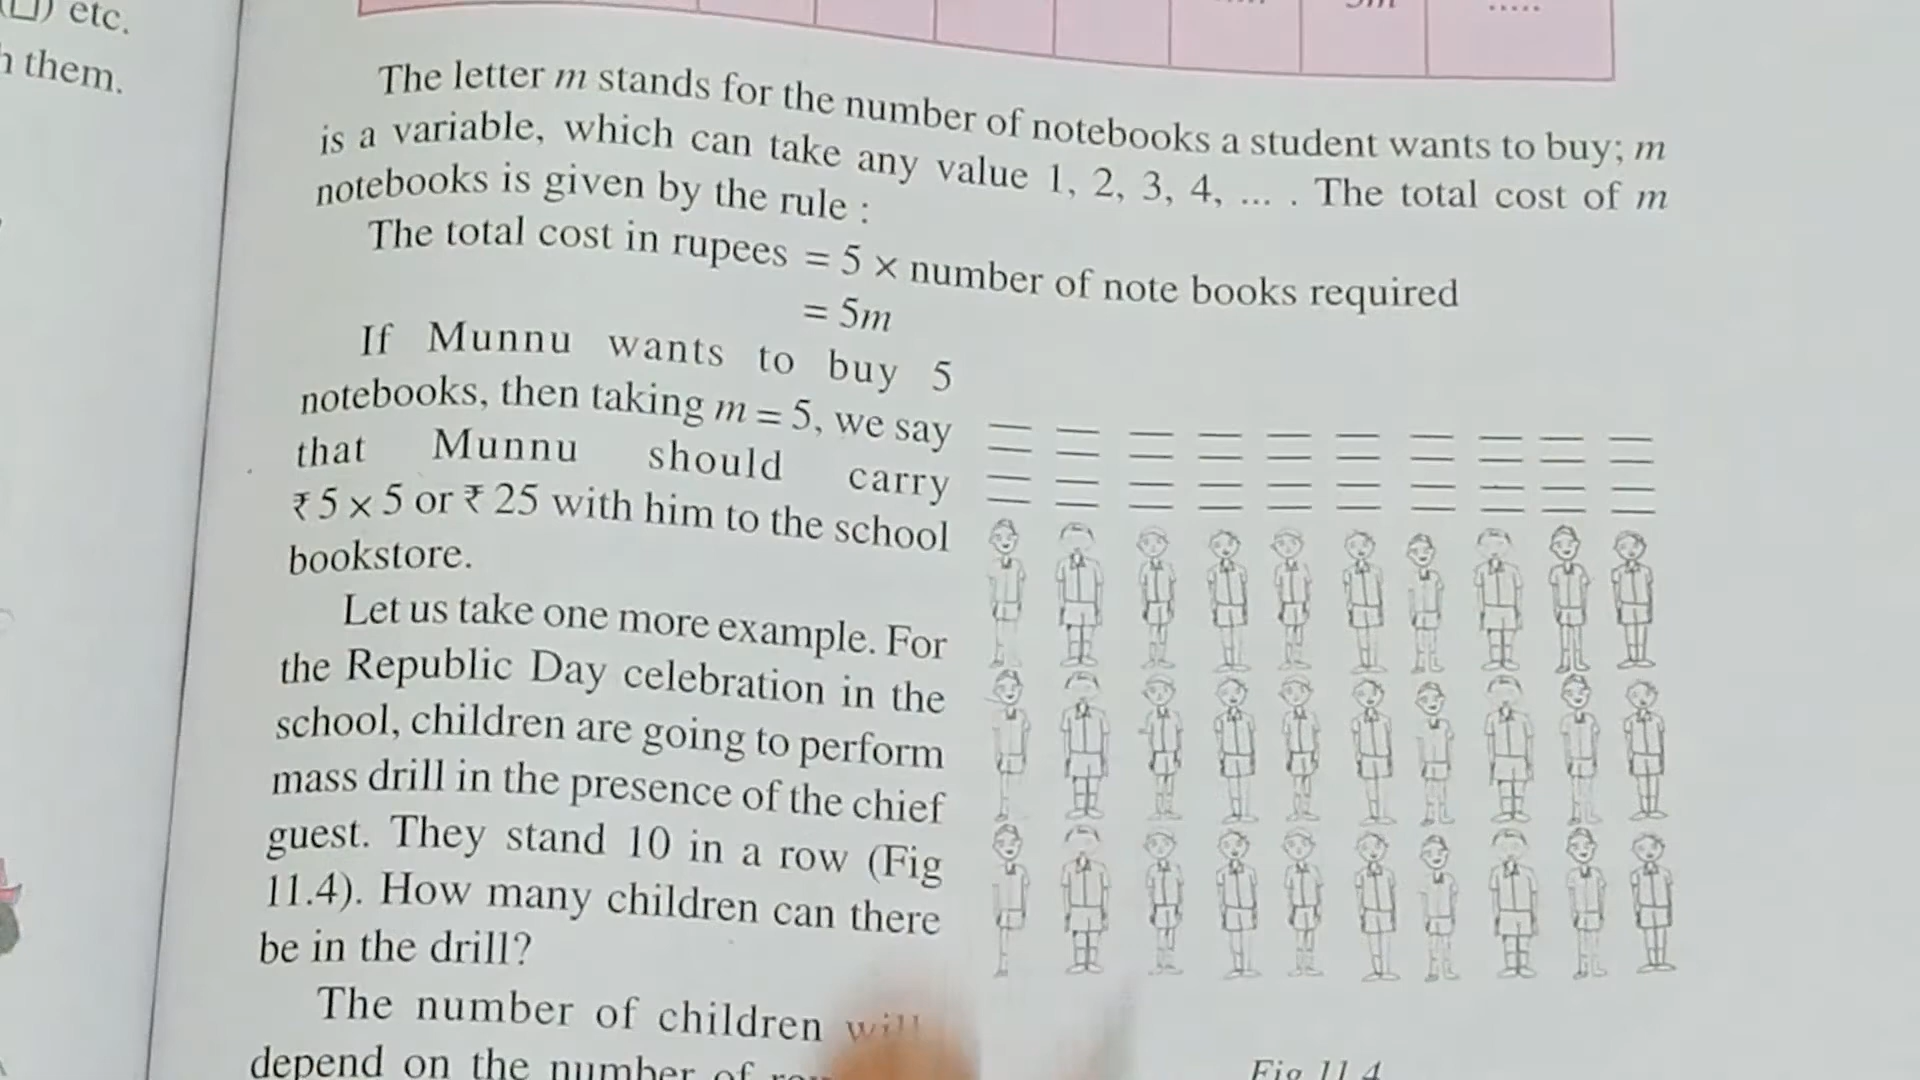 etc.
them.
The letter m stands for the number of notebooks a student wants to buy; m
is a variable, which can take any value 1, 2, 3, 4, ... . The total cost of m
notebooks is given by the rule :
The total cost in rupees = 5 × number of note books required
= 5m
If Munnu wants to buy 5
notebooks, then taking m = 5, we say
that Munnu should carry
₹ 5 × 5 or ₹ 25 with him to the school
bookstore.
Let us take one more example. For
the Republic Day celebration in the
school, children are going to perform
mass drill in the presence of the chief
guest. They stand 10 in a row (Fig
11.4). How many children can there
be in the drill?
The number of children will
depend on the number of
Fig 11.4